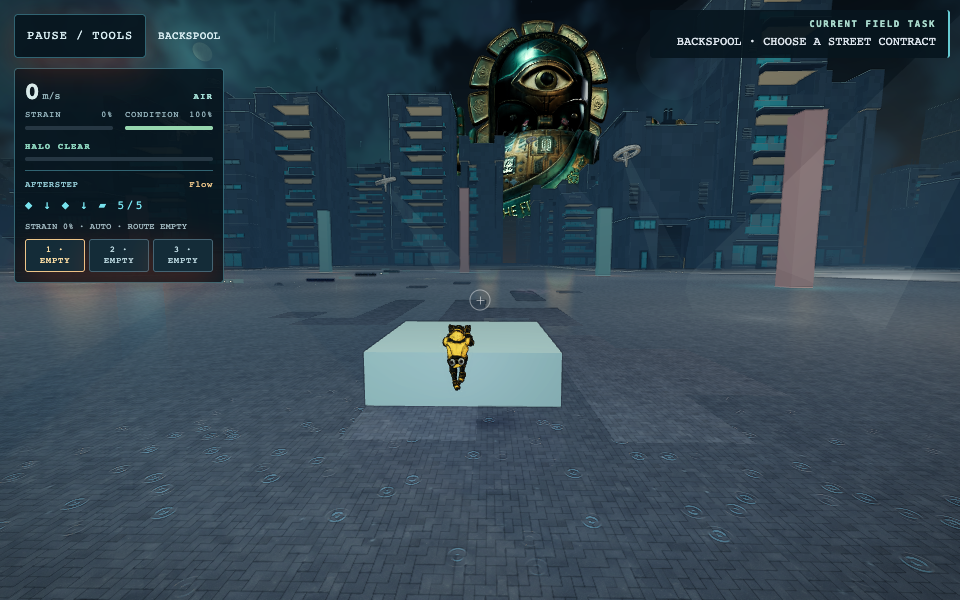 PAUSE / TOOLS
BACKSPOOL
CURRENT FIELD TASK
BACKSPOOL · CHOOSE A STREET CONTRACT
0 m/s
AIR
STRAIN 0%
CONDITION 100%
HALO CLEAR
AFTERSTEP
Flow
5/5
STRAIN 0% · AUTO · ROUTE EMPTY
1 ·
EMPTY
2 ·
EMPTY
3 ·
EMPTY